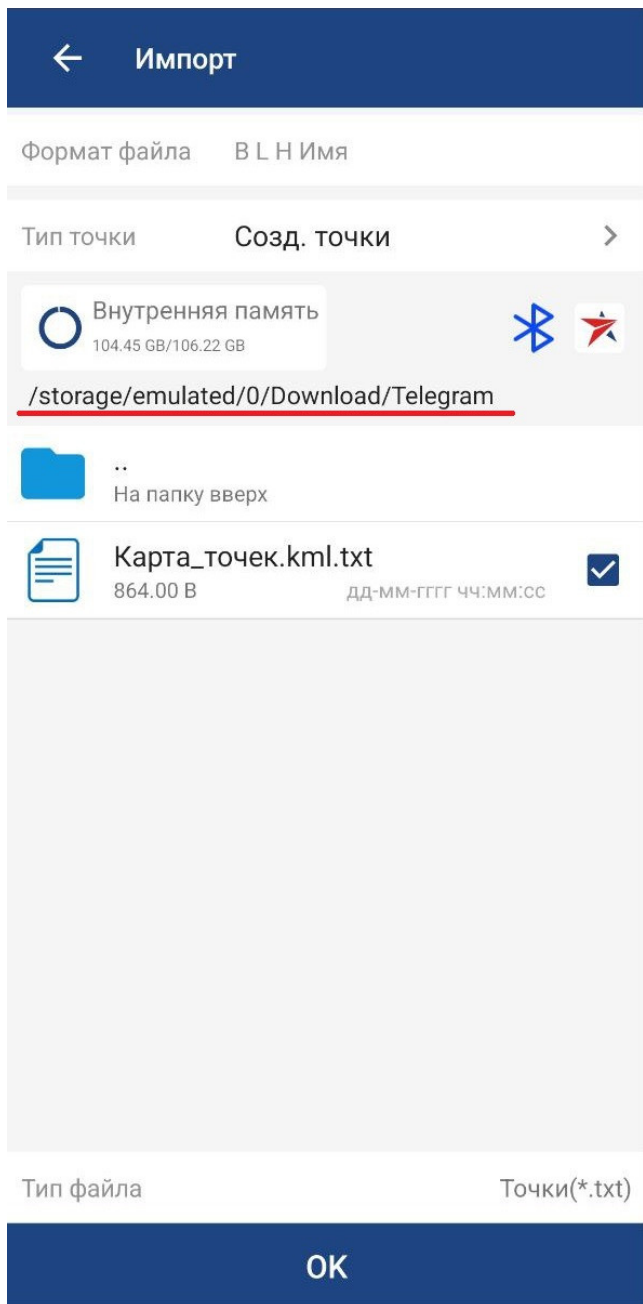 Импорт
Формат файла B L H Имя
Тип точки Созд. точки
Внутренняя память
104.45 GB/106.22 GB
/storage/emulated/0/Download/Telegram
..
На папку вверх
Карта_точек.kml.txt
864.00 B дд-мм-гггг чч:мм:сс
Тип файла Точки(*.txt)
OK